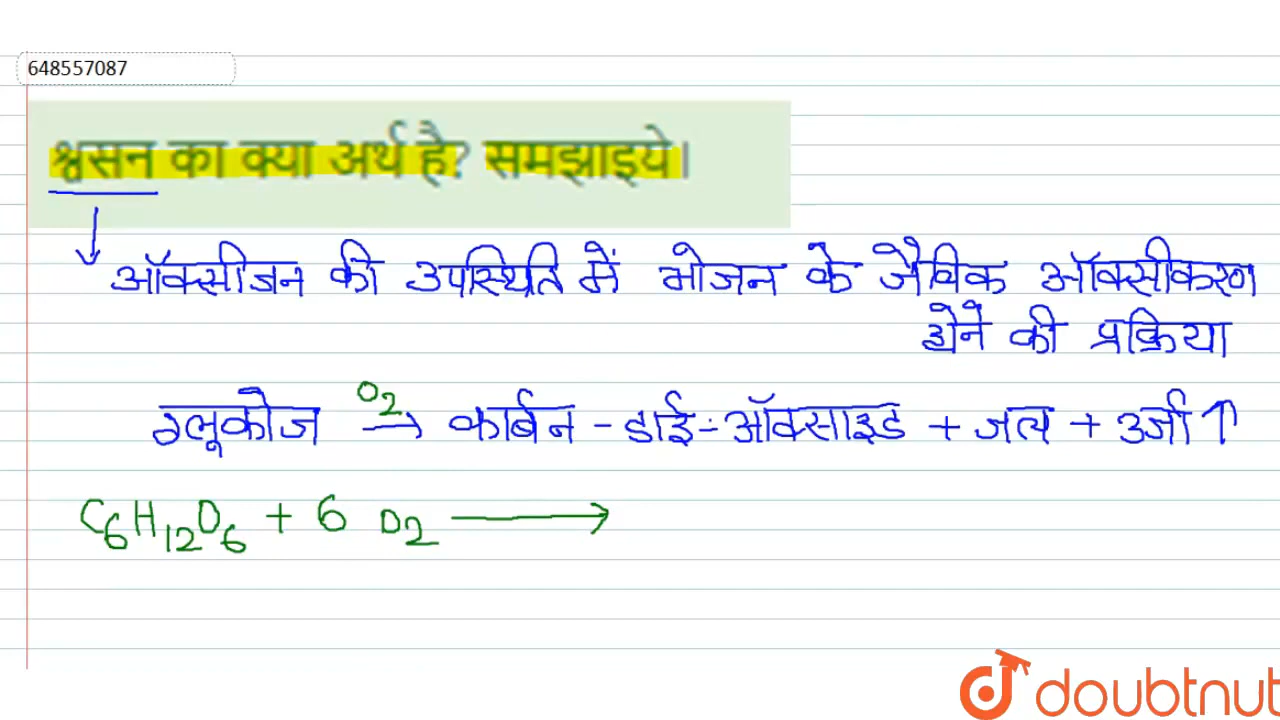 648557087
श्वसन का क्या अर्थ है? समझाइये।
ऑक्सीजन की उपस्थिति में भोजन के जैविक ऑक्सीकरण
होने की प्रक्रिया
ग्लूकोज O2 → कार्बन - डाई - ऑक्साइड + जल + उर्जा ↑
C6H12O6 + 6 O2 →
doubtnut